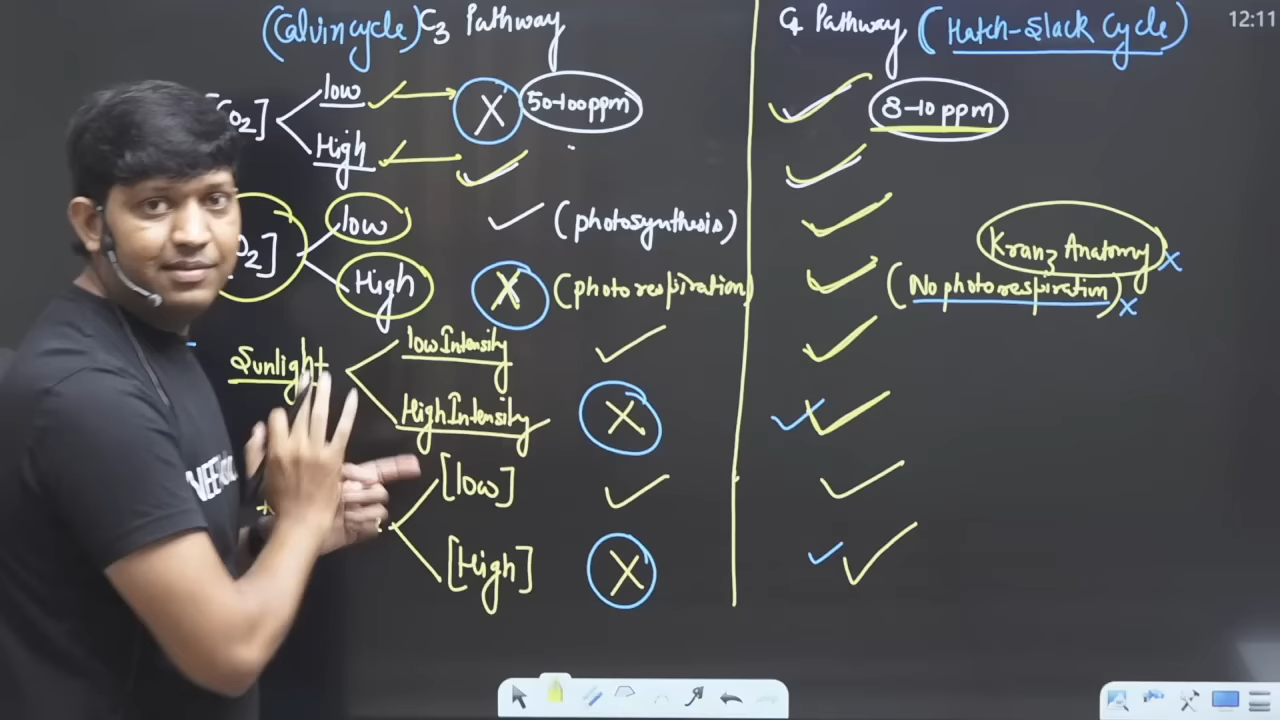 (Calvin cycle) C3 Pathway
C4 Pathway (Hatch-Slack Cycle)
12:11
O2]
low
X
50-100ppm
8-10 ppm
High
O2]
low
(photosynthesis)
Kranz Anatomy x
High
X
(photorespiration)
(No photorespiration) x
Sunlight
low Intensity
High Intensity
X
[low]
[High]
X